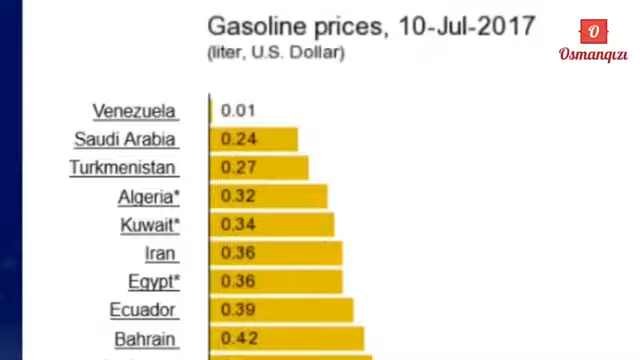 Gasoline prices, 10-Jul-2017
(liter, U.S. Dollar)
O
Osmanqızı
Venezuela 0.01
Saudi Arabia 0.24
Turkmenistan 0.27
Algeria* 0.32
Kuwait* 0.34
Iran 0.36
Egypt* 0.36
Ecuador 0.39
Bahrain 0.42